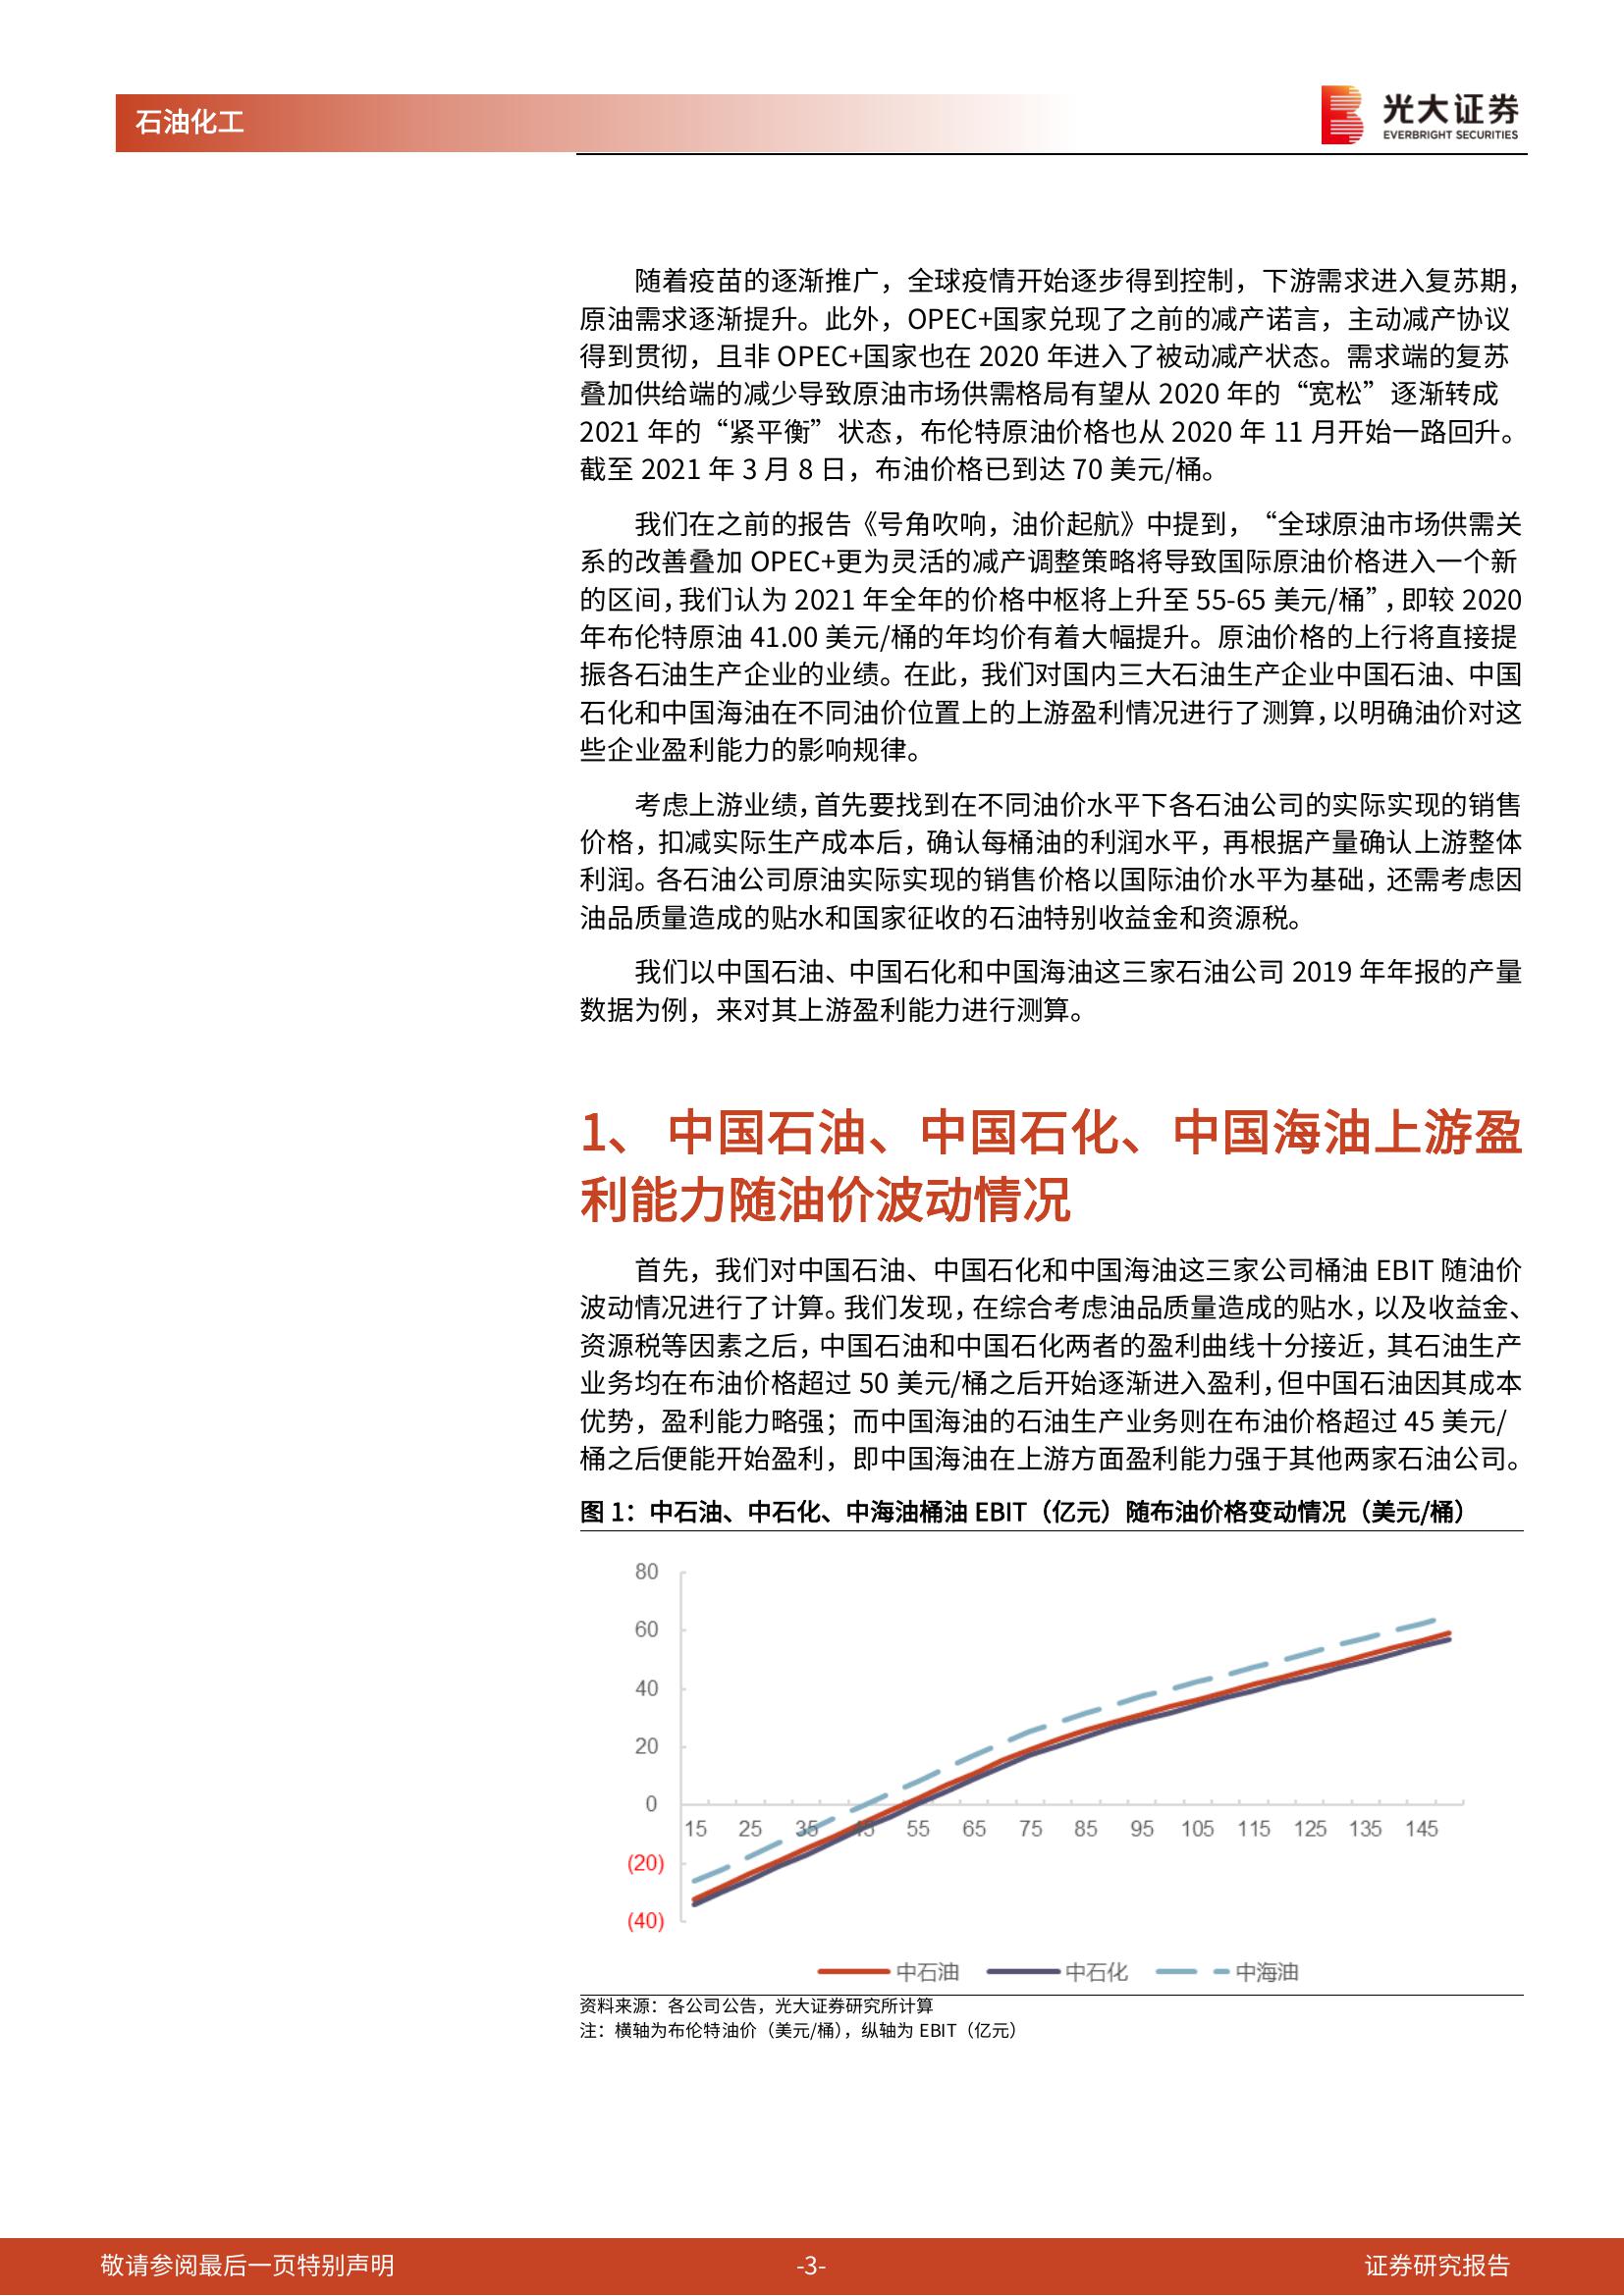 石油化工
光大证券
EVERBRIGHT SECURITIES
随着疫苗的逐渐推广，全球疫情开始逐步得到控制，下游需求进入复苏期，
原油需求逐渐提升。此外，OPEC+国家兑现了之前的减产诺言，主动减产协议
得到贯彻，且非 OPEC+国家也在 2020 年进入了被动减产状态。需求端的复苏
叠加供给端的减少导致原油市场供需格局有望从 2020 年的“宽松”逐渐转成
2021 年的“紧平衡”状态，布伦特原油价格也从 2020 年 11 月开始一路回升。
截至 2021 年 3 月 8 日，布油价格已到达 70 美元/桶。
我们在之前的报告《号角吹响，油价起航》中提到，“全球原油市场供需关
系的改善叠加 OPEC+更为灵活的减产调整策略将导致国际原油价格进入一个新
的区间，我们认为 2021 年全年的价格中枢将上升至 55-65 美元/桶”，即较 2020
年布伦特原油 41.00 美元/桶的年均价有着大幅提升。原油价格的上行将直接提
振各石油生产企业的业绩。在此，我们对国内三大石油生产企业中国石油、中国
石化和中国海油在不同油价位置上的上游盈利情况进行了测算，以明确油价对这
些企业盈利能力的影响规律。
考虑上游业绩，首先要找到在不同油价水平下各石油公司的实际实现的销售
价格，扣减实际生产成本后，确认每桶油的利润水平，再根据产量确认上游整体
利润。各石油公司原油实际实现的销售价格以国际油价水平为基础，还需考虑因
油品质量造成的贴水和国家征收的石油特别收益金和资源税。
我们以中国石油、中国石化和中国海油这三家石油公司 2019 年年报的产量
数据为例，来对其上游盈利能力进行测算。
1、 中国石油、中国石化、中国海油上游盈
利能力随油价波动情况
首先，我们对中国石油、中国石化和中国海油这三家公司桶油 EBIT 随油价
波动情况进行了计算。我们发现，在综合考虑油品质量造成的贴水，以及收益金、
资源税等因素之后，中国石油和中国石化两者的盈利曲线十分接近，其石油生产
业务均在布油价格超过 50 美元/桶之后开始逐渐进入盈利，但中国石油因其成本
优势，盈利能力略强；而中国海油的石油生产业务则在布油价格超过 45 美元/
桶之后便能开始盈利，即中国海油在上游方面盈利能力强于其他两家石油公司。
图 1：中石油、中石化、中海油桶油 EBIT（亿元）随布油价格变动情况（美元/桶）
80
60
40
20
0
15 25 35 45 55 65 75 85 95 105 115 125 135 145
(20)
(40)
中石油 中石化 中海油
资料来源：各公司公告，光大证券研究所计算
注：横轴为布伦特油价（美元/桶），纵轴为 EBIT（亿元）
敬请参阅最后一页特别声明 -3- 证券研究报告